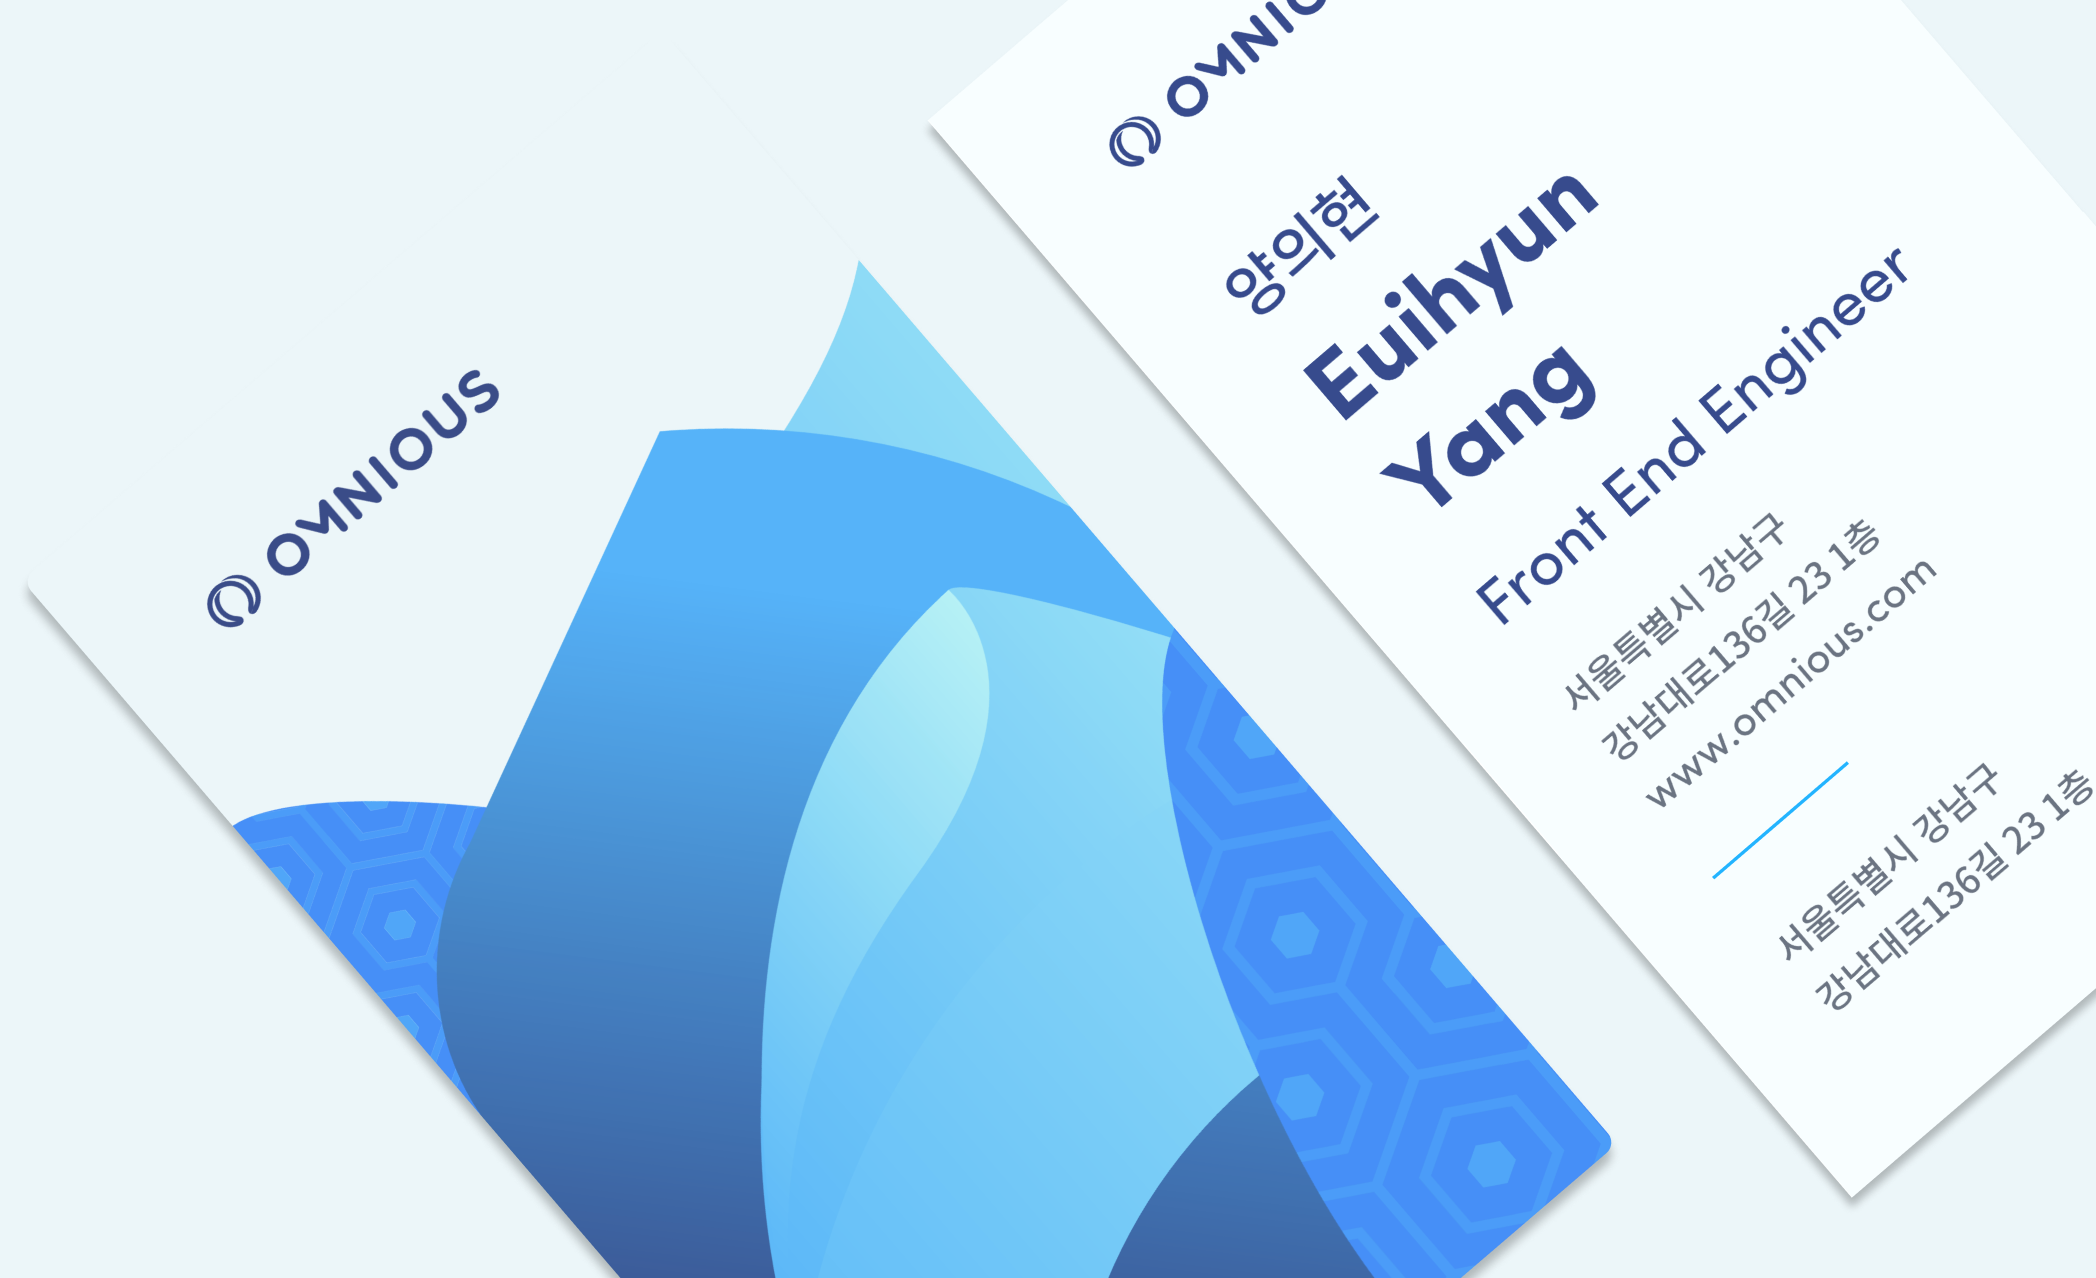 OMNIOUS
OMNIO
양의현
Euihyun
Yang
Front End Engineer
서울특별시 강남구
강남대로136길 23 1층
www.omnious.com
서울특별시 강남구
강남대로136길 23 1층